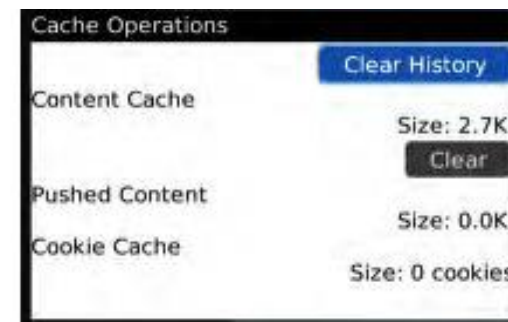 Cache Operations
Clear History
Content Cache
Size: 2.7K
Clear
Pushed Content
Size: 0.0K
Cookie Cache
Size: 0 cookies